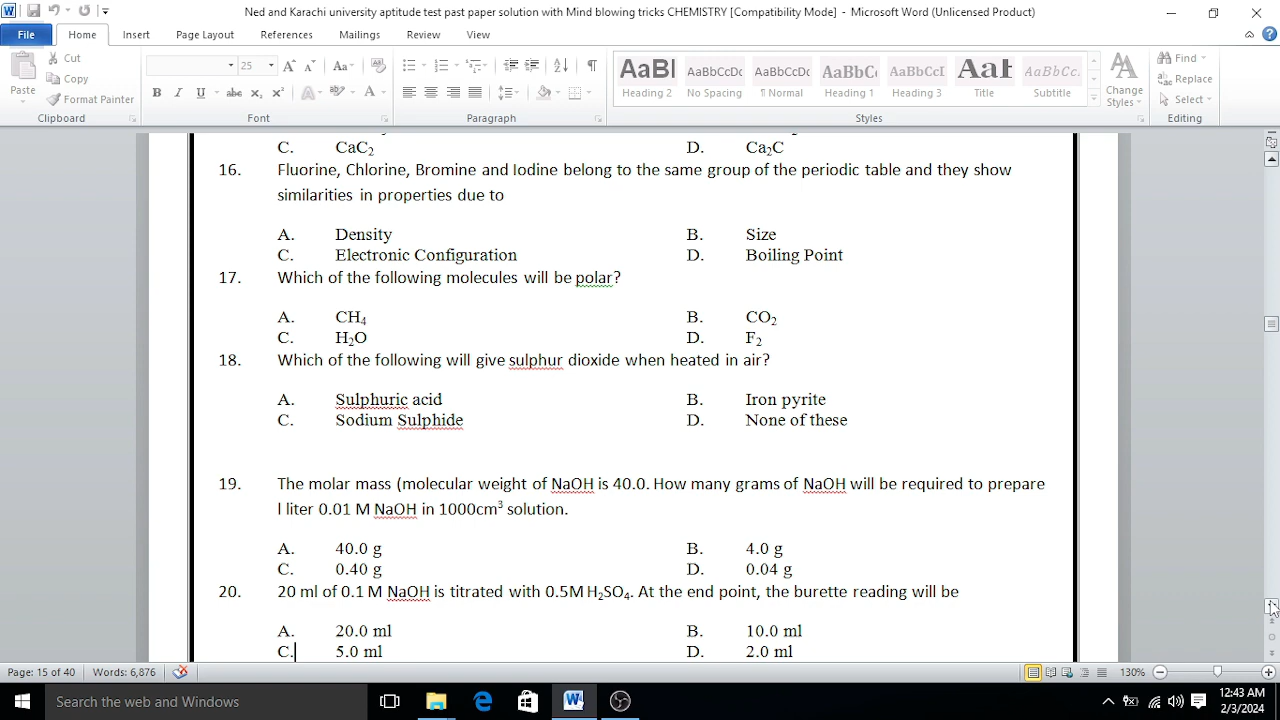 Ned and Karachi university aptitude test past paper solution with Mind blowing tricks CHEMISTRY [Compatibility Mode] - Microsoft Word (Unlicensed Product)
File Home Insert Page Layout References Mailings Review View
Paste Cut Copy Format Painter
25 Aa
B I U abc X₂ X² A A
AaBl AaBbCcDc AaBbCcDc AaBbC AaBbCcI Aat AaBbCc.
Heading 2 No Spacing ¶ Normal Heading 1 Heading 3 Title Subtitle
Change Styles
Find Replace Select
Clipboard Font Paragraph Styles Editing
C. CaC₂ D. Ca₂C
16. Fluorine, Chlorine, Bromine and Iodine belong to the same group of the periodic table and they show
similarities in properties due to
A. Density B. Size
C. Electronic Configuration D. Boiling Point
17. Which of the following molecules will be polar?
A. CH₄ B. CO₂
C. H₂O D. F₂
18. Which of the following will give sulphur dioxide when heated in air?
A. Sulphuric acid B. Iron pyrite
C. Sodium Sulphide D. None of these
19. The molar mass (molecular weight of NaOH is 40.0. How many grams of NaOH will be required to prepare
I liter 0.01 M NaOH in 1000cm³ solution.
A. 40.0 g B. 4.0 g
C. 0.40 g D. 0.04 g
20. 20 ml of 0.1 M NaOH is titrated with 0.5M H₂SO₄. At the end point, the burette reading will be
A. 20.0 ml B. 10.0 ml
C. 5.0 ml D. 2.0 ml
Page: 15 of 40 Words: 6,876 130%
Search the web and Windows 12:43 AM
2/3/2024